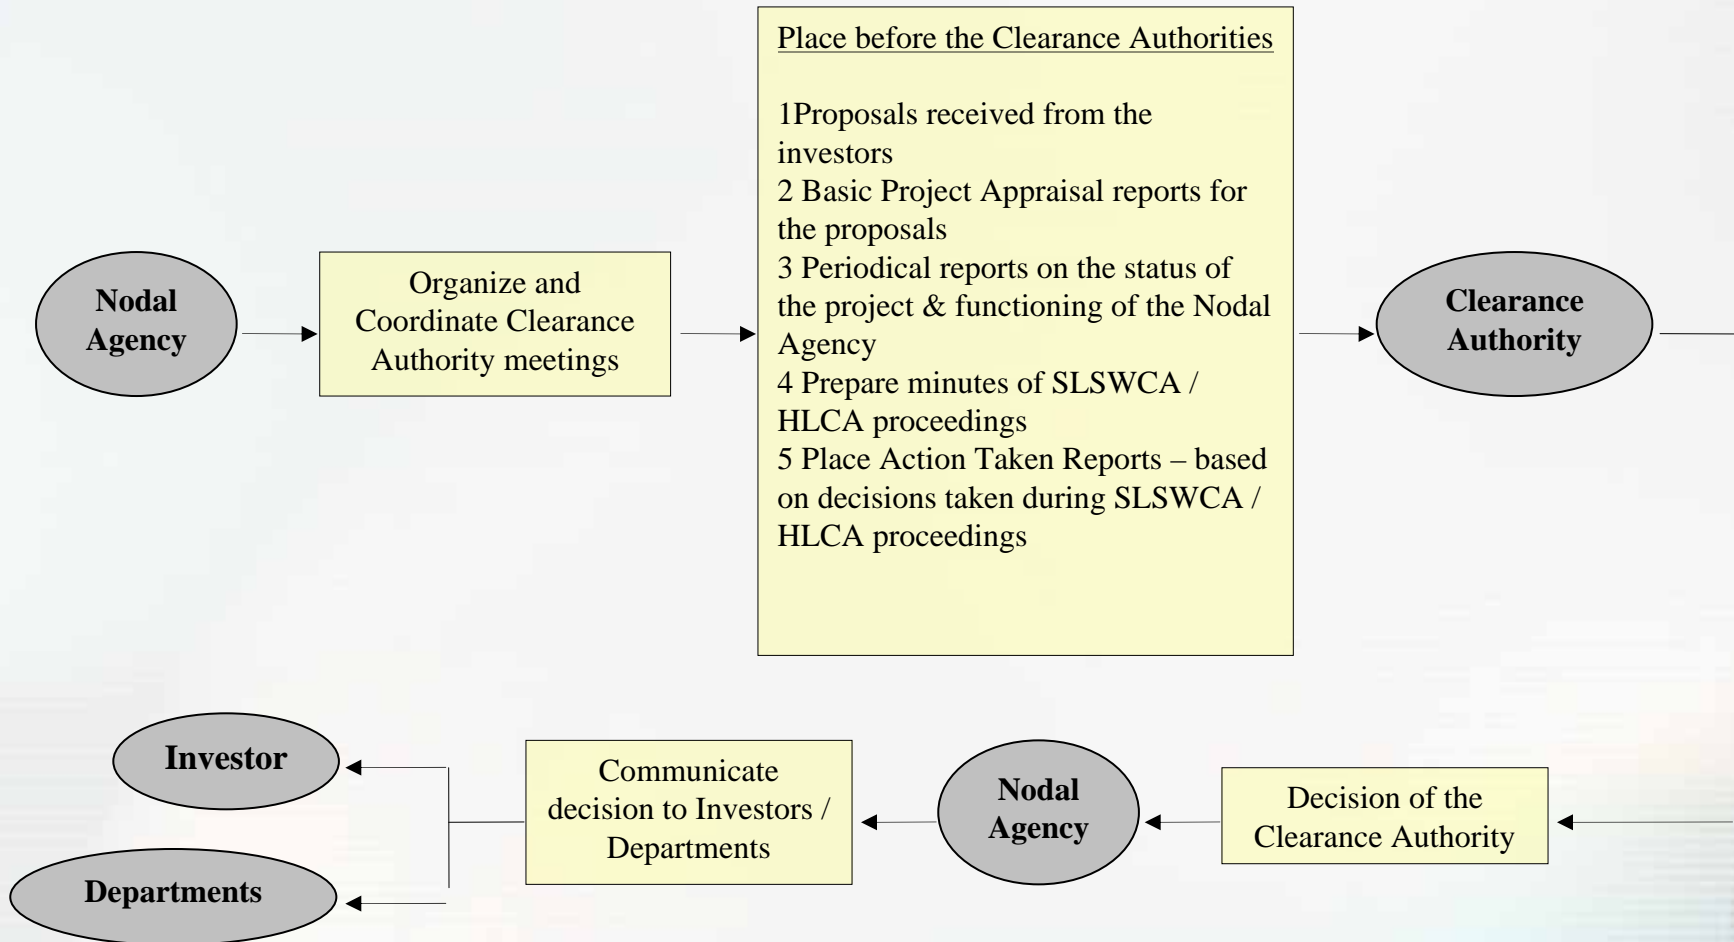 Nodal
Agency
Organize and
Coordinate Clearance
Authority meetings
Place before the Clearance Authorities
1Proposals received from the
investors
2 Basic Project Appraisal reports for
the proposals
3 Periodical reports on the status of
the project & functioning of the Nodal
Agency
4 Prepare minutes of SLSWCA /
HLCA proceedings
5 Place Action Taken Reports – based
on decisions taken during SLSWCA /
HLCA proceedings
Clearance
Authority
Decision of the
Clearance Authority
Nodal
Agency
Communicate
decision to Investors /
Departments
Investor
Departments